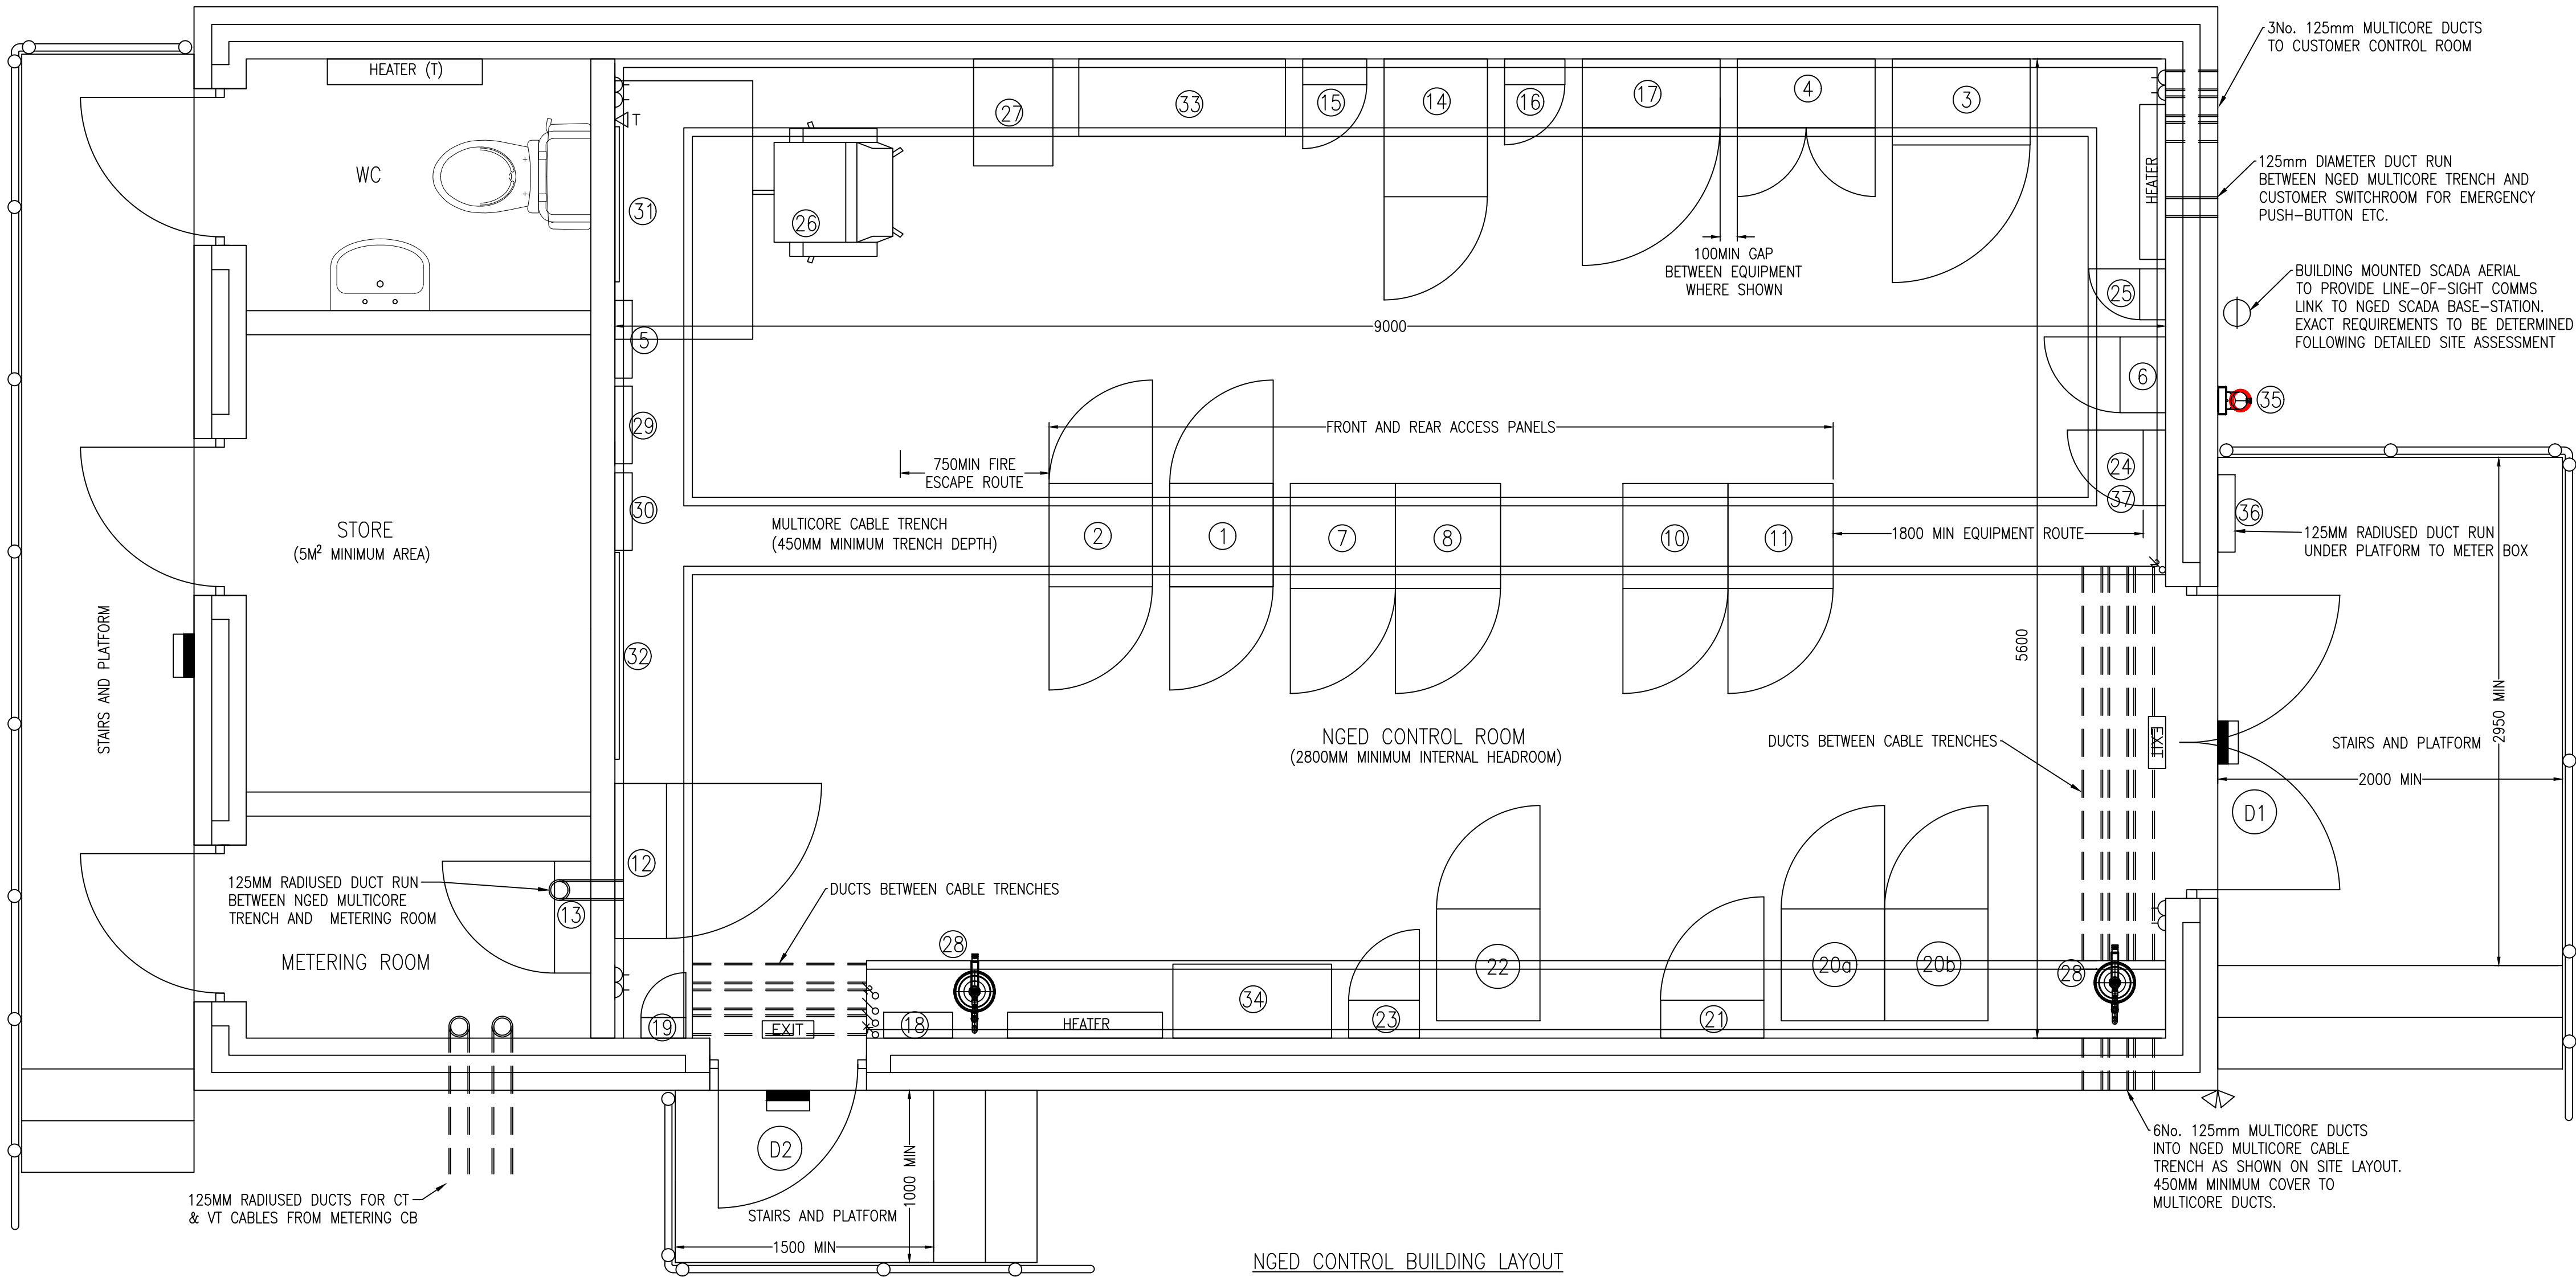 3No. 125mm MULTICORE DUCTS
TO CUSTOMER CONTROL ROOM
HEATER (T)
27
33
15
14
16
17
4
3
T
WC
31
26
HEATER
125mm DIAMETER DUCT RUN
BETWEEN NGED MULTICORE TRENCH AND
CUSTOMER SWITCHROOM FOR EMERGENCY
PUSH-BUTTON ETC.
100MIN GAP
BETWEEN EQUIPMENT
WHERE SHOWN
BUILDING MOUNTED SCADA AERIAL
TO PROVIDE LINE-OF-SIGHT COMMS
LINK TO NGED SCADA BASE-STATION.
EXACT REQUIREMENTS TO BE DETERMINED
FOLLOWING DETAILED SITE ASSESSMENT
25
5
9000
6
35
29
FRONT AND REAR ACCESS PANELS
750MIN FIRE
ESCAPE ROUTE
24
37
30
36
STORE
(5M² MINIMUM AREA)
MULTICORE CABLE TRENCH
(450MM MINIMUM TRENCH DEPTH)
2
1
7
8
10
11
1800 MIN EQUIPMENT ROUTE
125MM RADIUSED DUCT RUN
UNDER PLATFORM TO METER BOX
STAIRS AND PLATFORM
32
5600
NGED CONTROL ROOM
(2800MM MINIMUM INTERNAL HEADROOM)
DUCTS BETWEEN CABLE TRENCHES
EXIT
STAIRS AND PLATFORM
2950 MIN
2000 MIN
D1
12
125MM RADIUSED DUCT RUN
BETWEEN NGED MULTICORE
TRENCH AND METERING ROOM
13
DUCTS BETWEEN CABLE TRENCHES
METERING ROOM
28
22
20a
20b
28
19
EXIT
18
HEATER
34
23
21
D2
1000 MIN
125MM RADIUSED DUCTS FOR CT
& VT CABLES FROM METERING CB
STAIRS AND PLATFORM
1500 MIN
6No. 125mm MULTICORE DUCTS
INTO NGED MULTICORE CABLE
TRENCH AS SHOWN ON SITE LAYOUT.
450MM MINIMUM COVER TO
MULTICORE DUCTS.
NGED CONTROL BUILDING LAYOUT